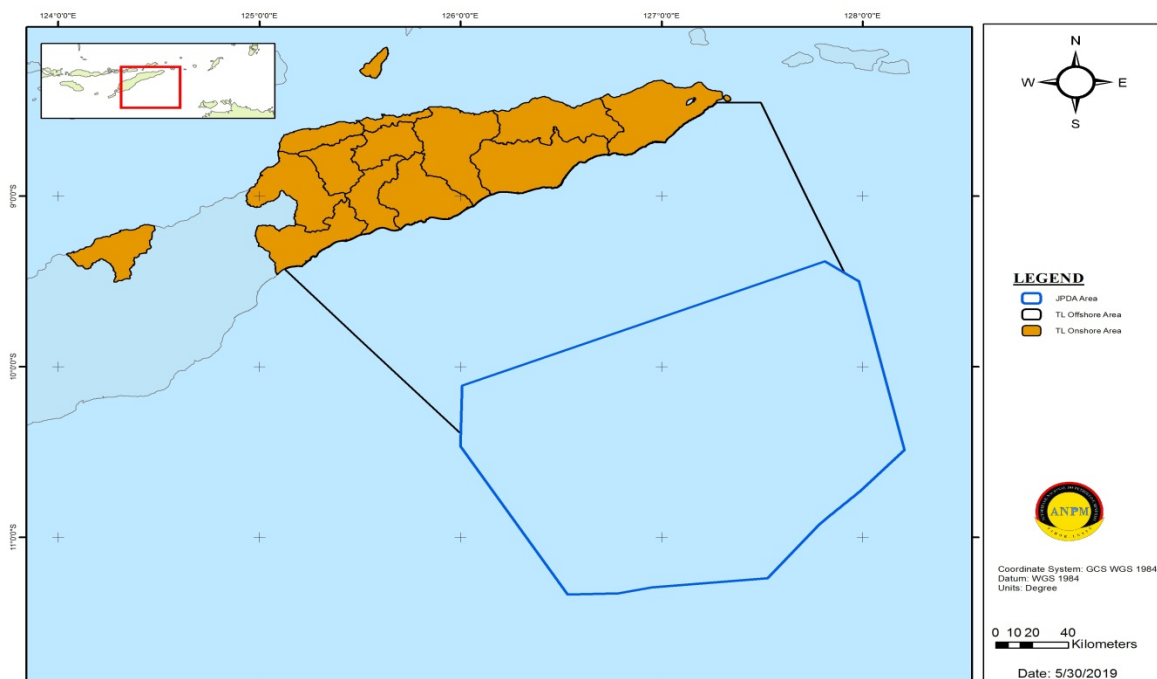 124°0'0"E 125°0'0"E 126°0'0"E 127°0'0"E 128°0'0"E
9°0'0"S
10°0'0"S
11°0'0"S
N
W E
S
LEGEND
JPDA Area
TL Offshore Area
TL Onshore Area
ANPM
Coordinate System: GCS WGS 1984
Datum: WGS 1984
Units: Degree
0 10 20 40
Kilometers
Date: 5/30/2019